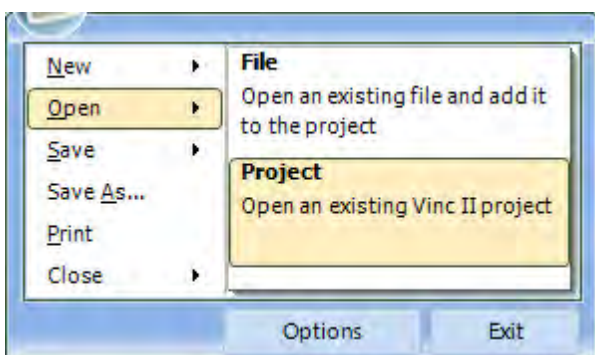 New
Open
Save
Save As...
Print
Close
File
Open an existing file and add it
to the project
Project
Open an existing Vinc II project
Options
Exit